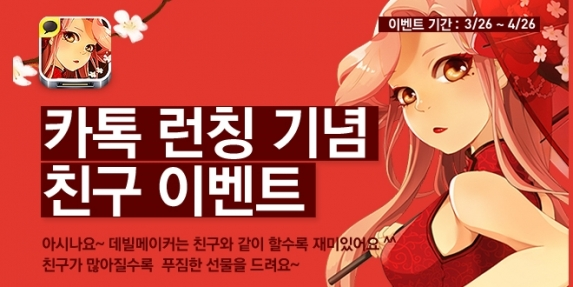 이벤트 기간 : 3/26 ~ 4/26
카톡 런칭 기념
친구 이벤트
아시나요~ 데빌메이커는 친구와 같이 할수록 재미있어요 ^^
친구가 많아질수록 푸짐한 선물을 드려요~